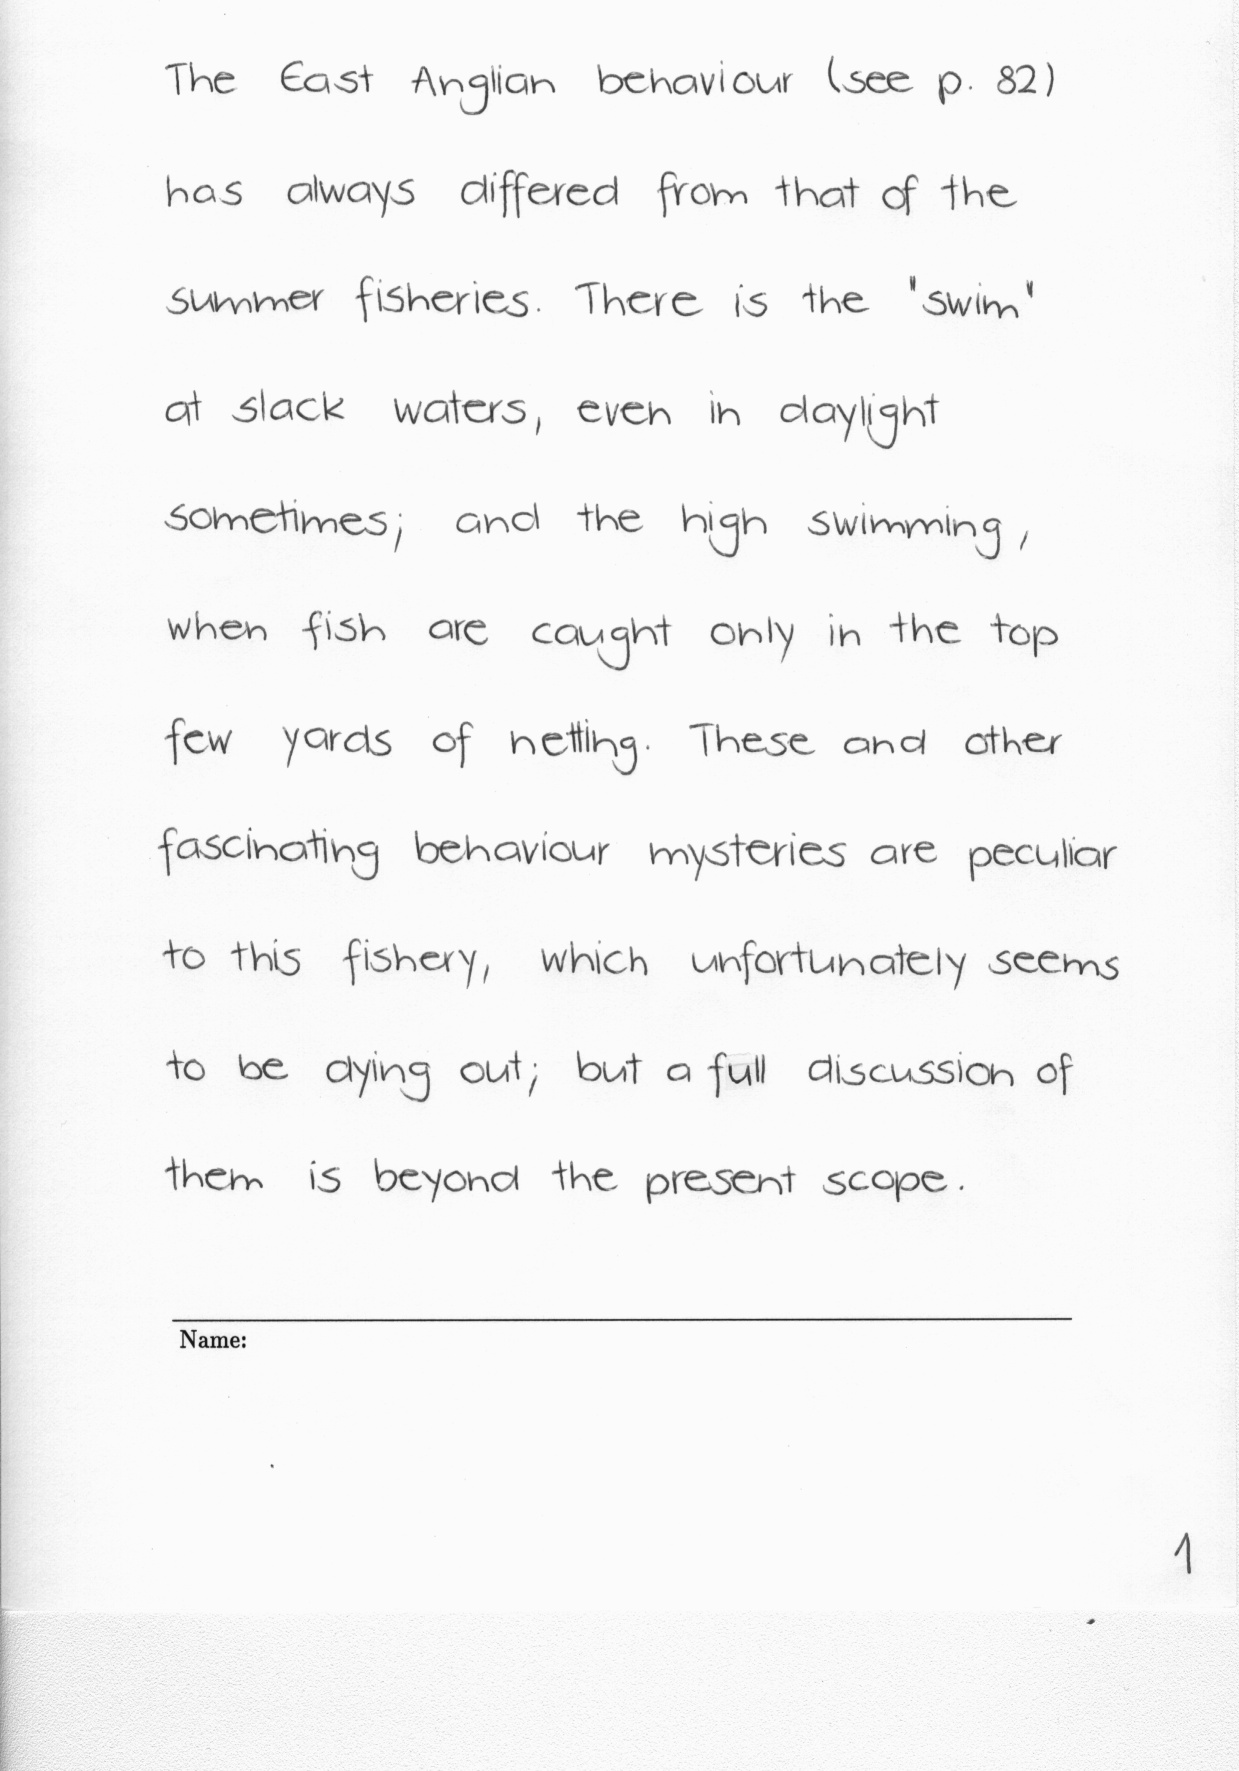 The East Anglian behaviour (see p. 82)
has always differed from that of the
summer fisheries. There is the "swim"
at slack waters, even in daylight
sometimes; and the high swimming,
when fish are caught only in the top
few yards of netting. These and other
fascinating behaviour mysteries are peculiar
to this fishery, which unfortunately seems
to be dying out; but a full discussion of
them is beyond the present scope.
Name:
1